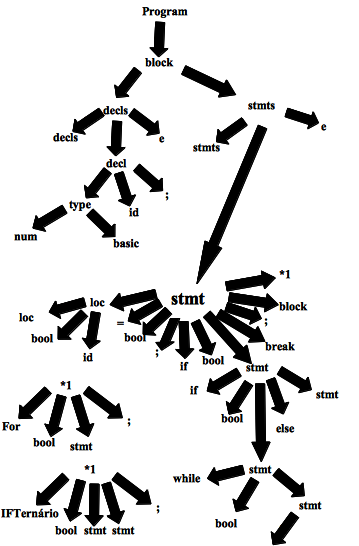 Program
block
decls stmts
decls e stmts e
decl
type id ;
num basic
*1
loc stmt block
loc = ;
bool bool break
id ; if bool stmt
*1 if stmt
bool else
For bool stmt ;
*1 while stmt
IFTernário bool stmt stmt ;
bool stmt